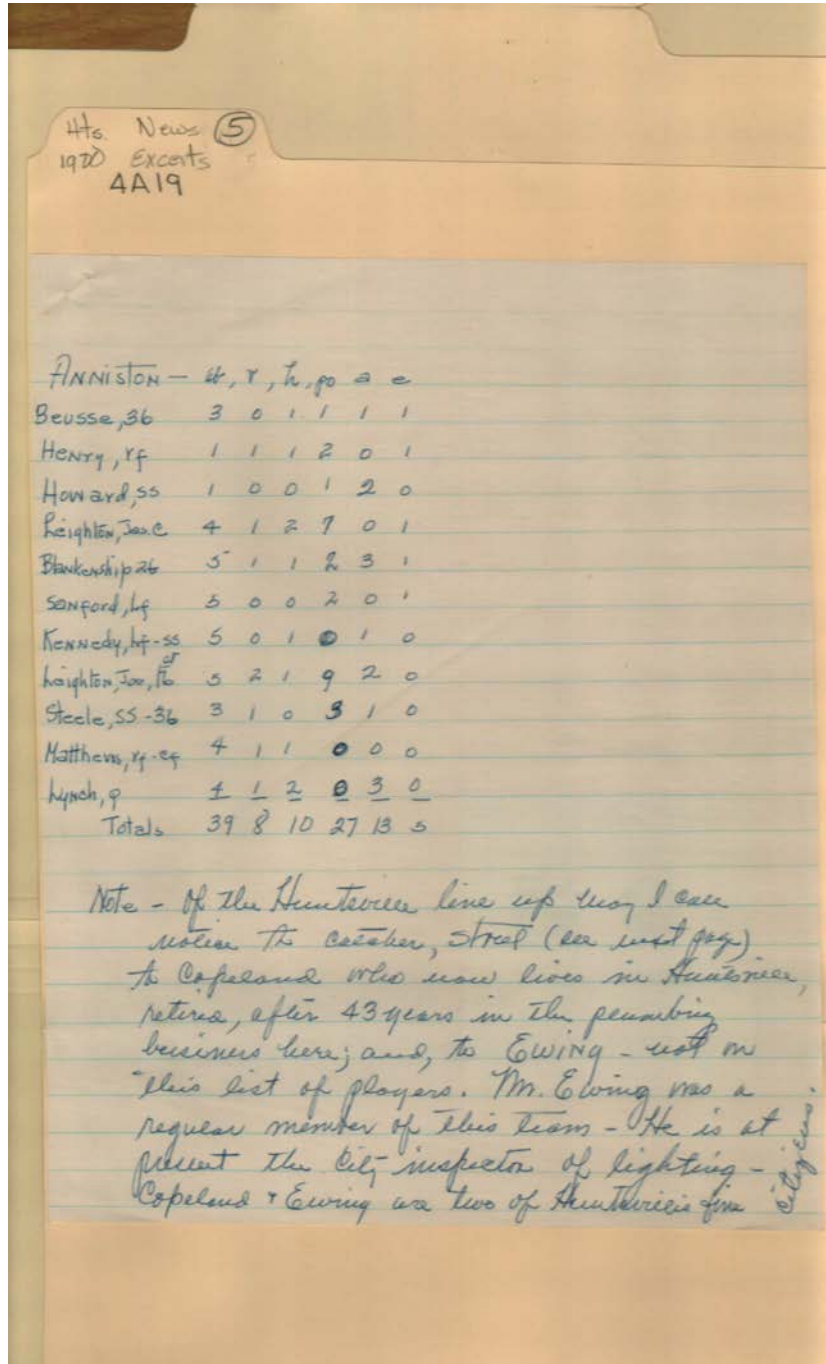 Hts. News 5
1920 Excerts
4A19
ANNISTON - ab, r, h, po a e
Beusse, 3b 3 0 1 1 1 1
Henry, rf 1 1 1 2 0 1
Howard, ss 1 0 0 1 2 0
Leighton, Jas. c 4 1 2 9 0 1
Blankenship 2b 5 1 1 2 3 1
Sanford, lf 5 0 0 2 0 1
Kennedy, lf-ss 5 0 1 0 1 0
cf
Leighton, Joe, 1b 5 2 1 9 2 0
Steele, SS-3b 3 1 0 3 1 0
Matthews, rf-cf 4 1 1 0 0 0
Lynch, p 4 1 2 0 3 0
Totals 39 8 10 27 13 5
Note - Of the Huntsville line up may I call
notice to catcher, Street (see next page)
to Copeland who now lives in Huntsville,
retired, after 43 years in the plumbing
business here; and, to EWING - not on
this list of players. Mr. Ewing was a
regular member of this team - He is at
present the City inspector of lighting -
Copeland & Ewing are two of Huntsville's fine
citizens.